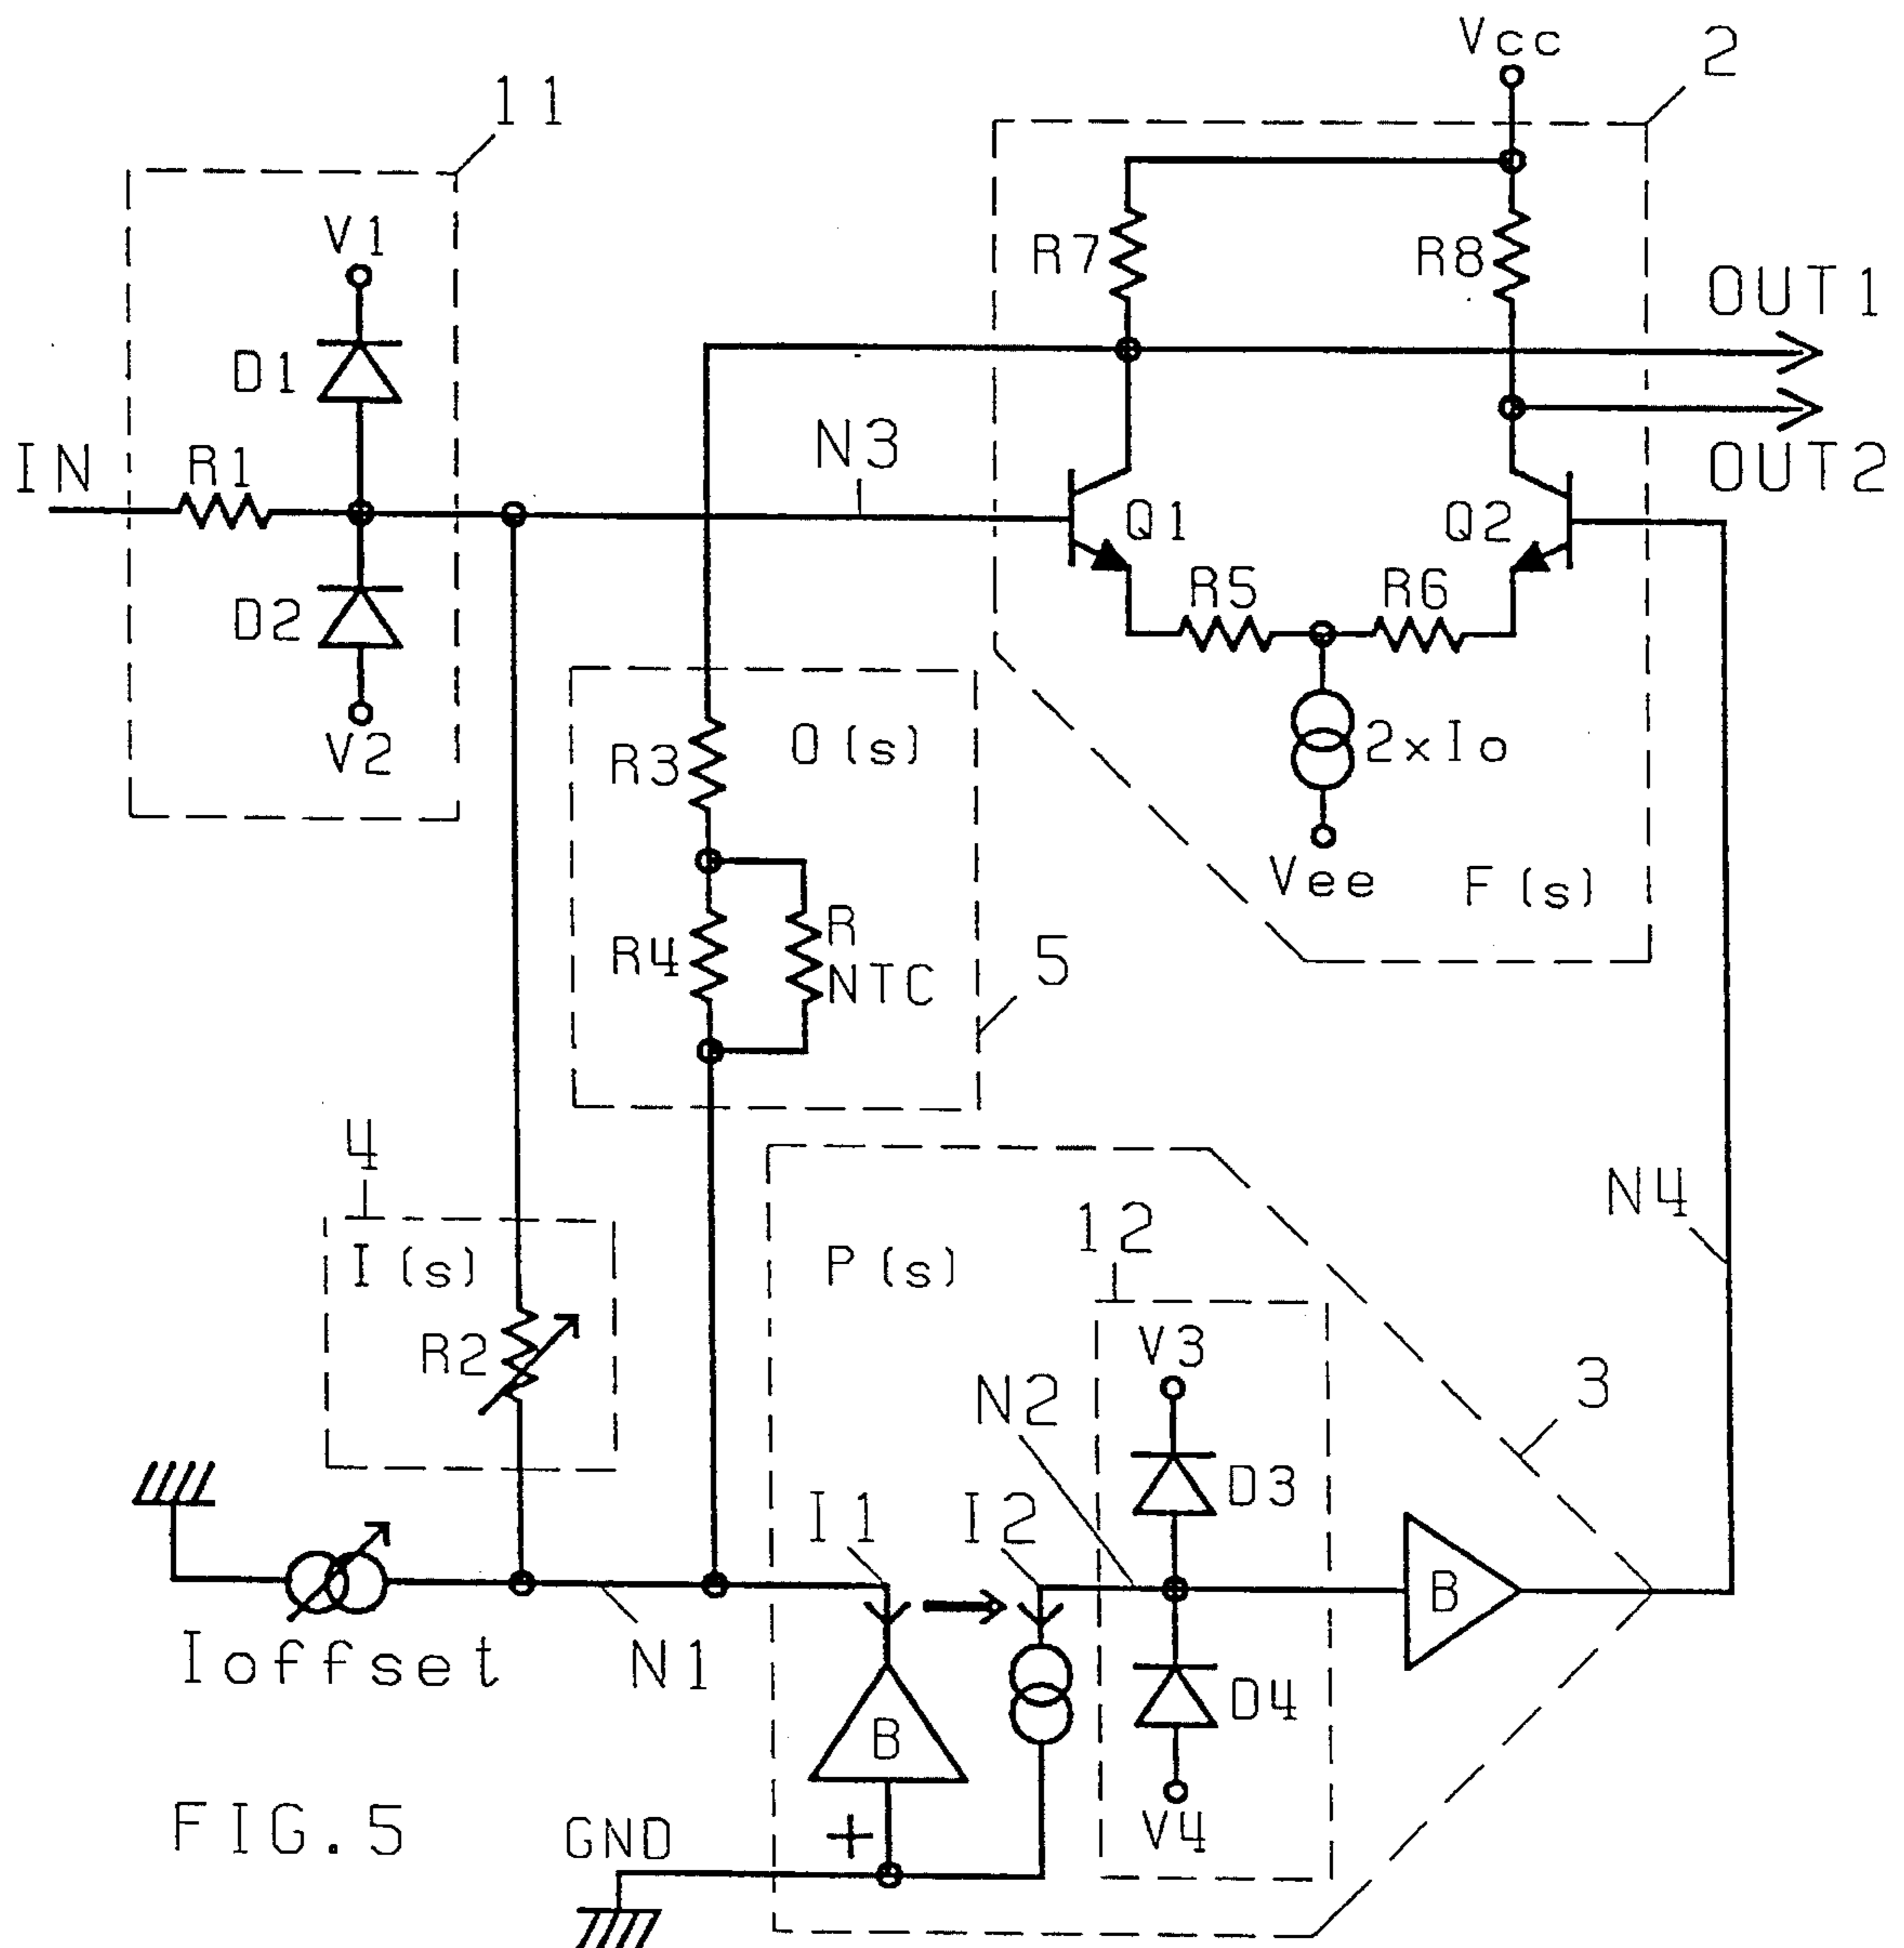 Vcc
2
11
V1
R7
R8
OUT1
D1
IN
R1
N3
OUT2
Q1
Q2
D2
R5
R6
V2
R3
O(s)
2xIo
Vee
F(s)
R4
R
NTC
5
4
N4
12
I(s)
P(s)
R2
V3
N2
3
D3
I1
I2
B
Ioffset
N1
D4
B
FIG.5
GND
+
V4